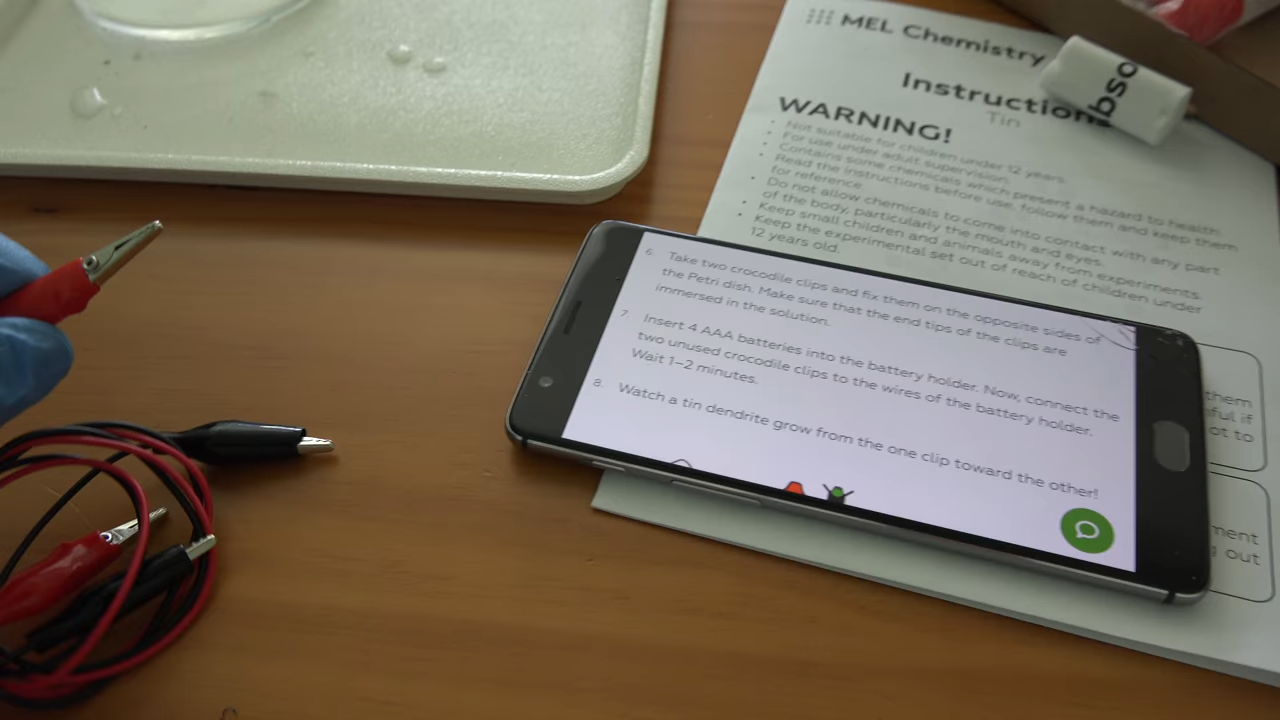 MEL Chemistry
Instructions
Tin
WARNING!
• Not suitable for children under 12 years.
• For use under adult supervision.
• Contains some chemicals which present a hazard to health.
• Read the instructions before use, follow them and keep them
for reference.
• Do not allow chemicals to come into contact with any part
of the body, particularly the mouth and eyes.
• Keep small children and animals away from experiments.
• Keep the experimental set out of reach of children under
12 years old.
6. Take two crocodile clips and fix them on the opposite sides of
the Petri dish. Make sure that the end tips of the clips are
immersed in the solution.
7. Insert 4 AAA batteries into the battery holder. Now, connect the
two unused crocodile clips to the wires of the battery holder.
Wait 1–2 minutes.
8. Watch a tin dendrite grow from the one clip toward the other!
them
if
to
out